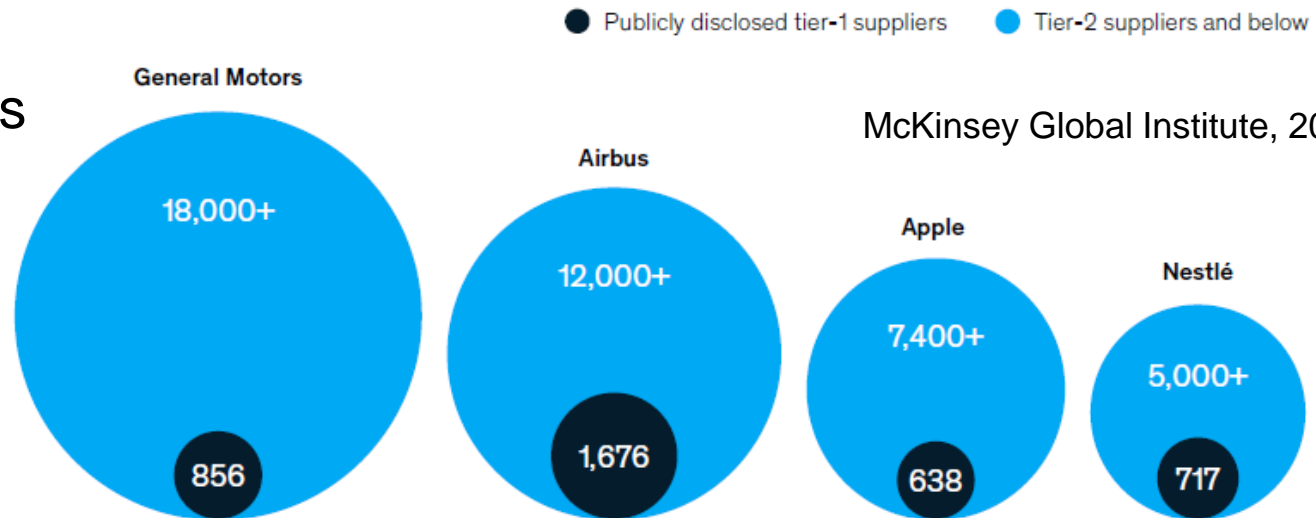 Publicly disclosed tier-1 suppliers
Tier-2 suppliers and below
General Motors
s
McKinsey Global Institute, 20
Airbus
18,000+
Apple
12,000+
Nestlé
7,400+
5,000+
856
1,676
638
717